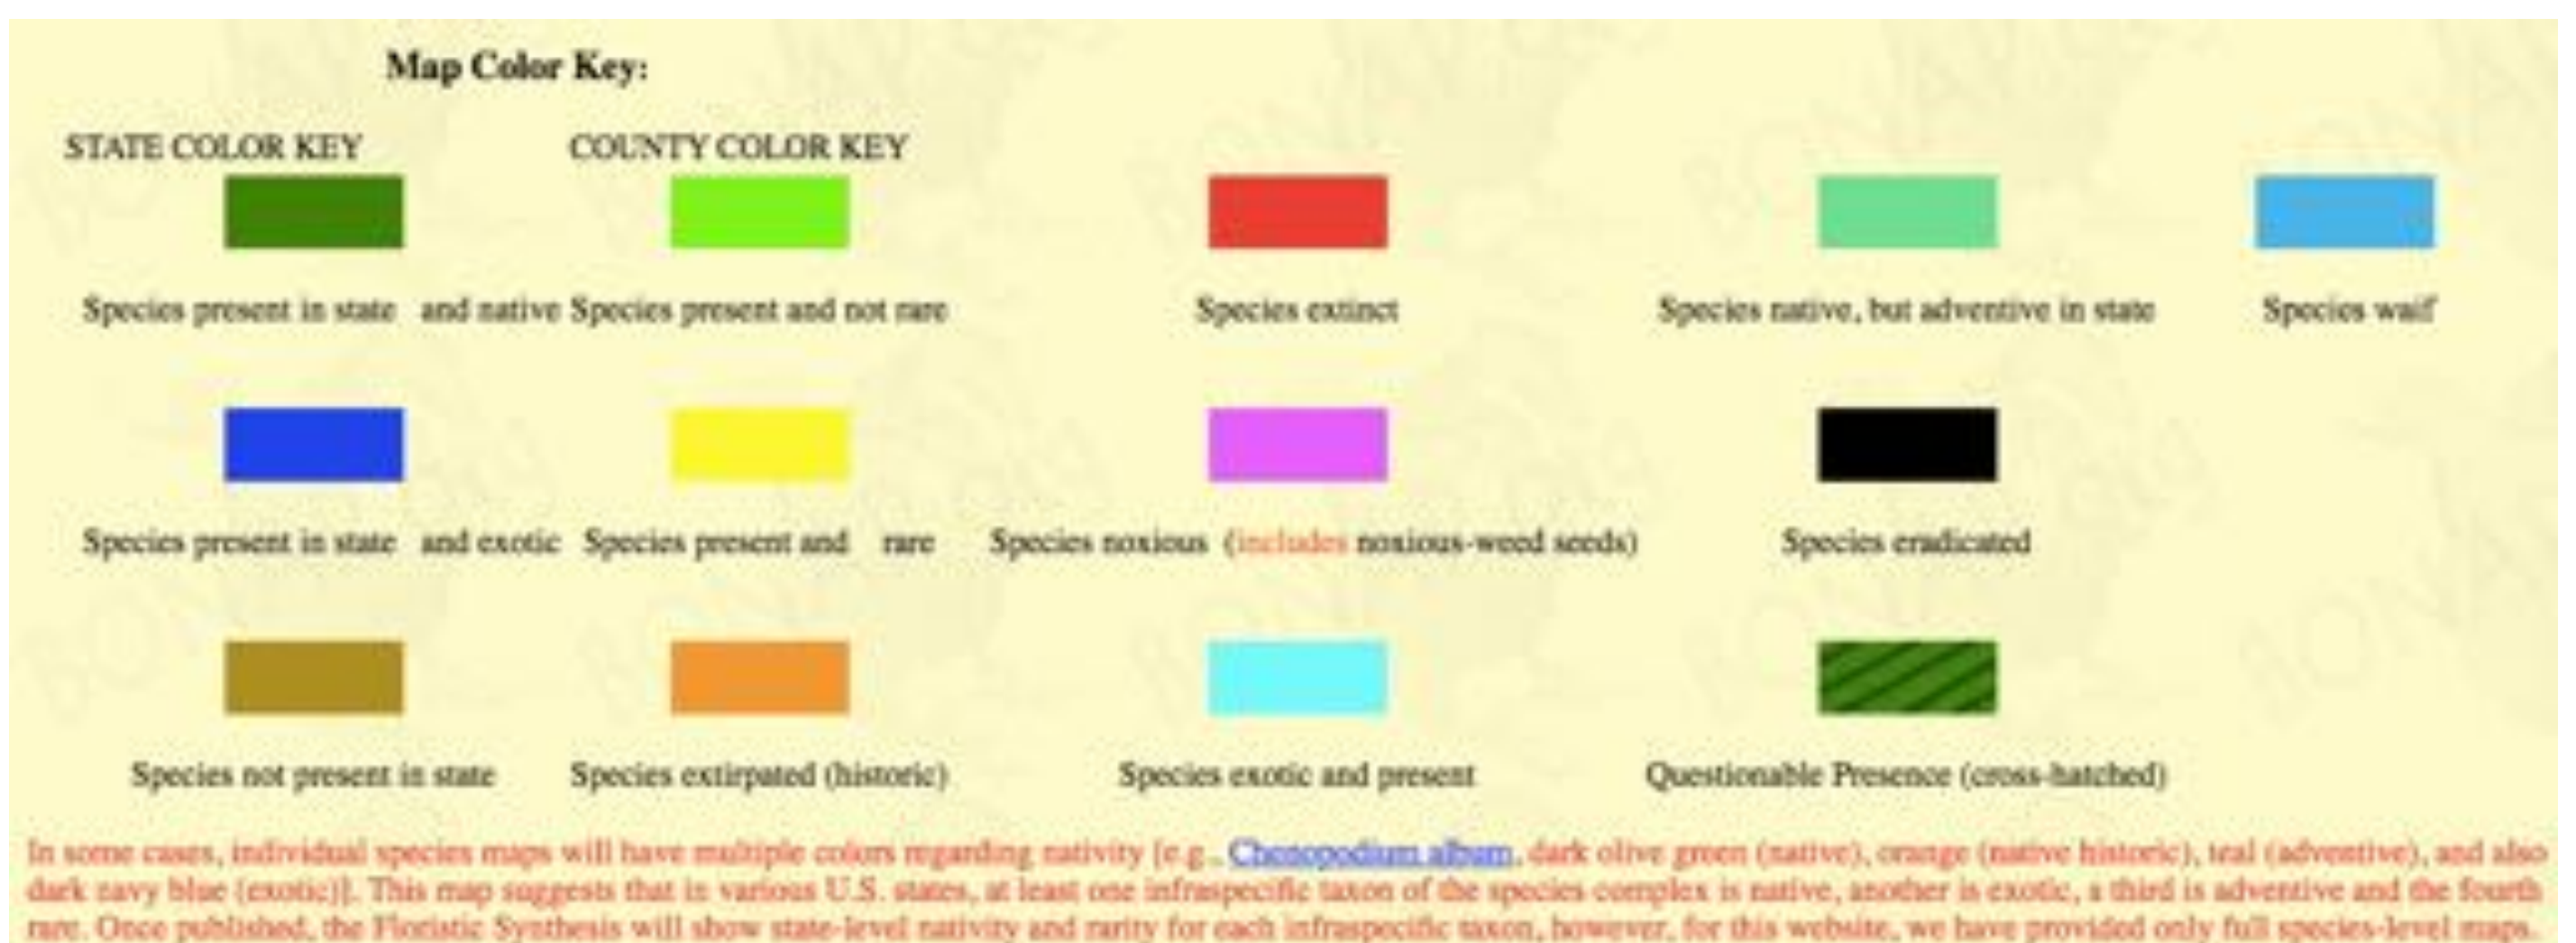 Map Color Key:
STATE COLOR KEY COUNTY COLOR KEY
Species present in state and native Species present and not rare Species extinct Species native, but adventive in state Species waif
Species present in state and exotic Species present and rare Species noxious (includes noxious-weed seeds) Species eradicated
Species not present in state Species extirpated (historic) Species exotic and present Questionable Presence (cross-hatched)
In some cases, individual species maps will have multiple colors regarding nativity [e.g., Chenopodium album, dark olive green (native), orange (native historic), teal (adventive), and also
dark navy blue (exotic)]. This map suggests that in various U.S. states, at least one infraspecific taxon of the species complex is native, another is exotic, a third is adventive and the fourth
rare. Once published, the Floristic Synthesis will show state-level nativity and rarity for each infraspecific taxon, however, for this website, we have provided only full species-level maps.